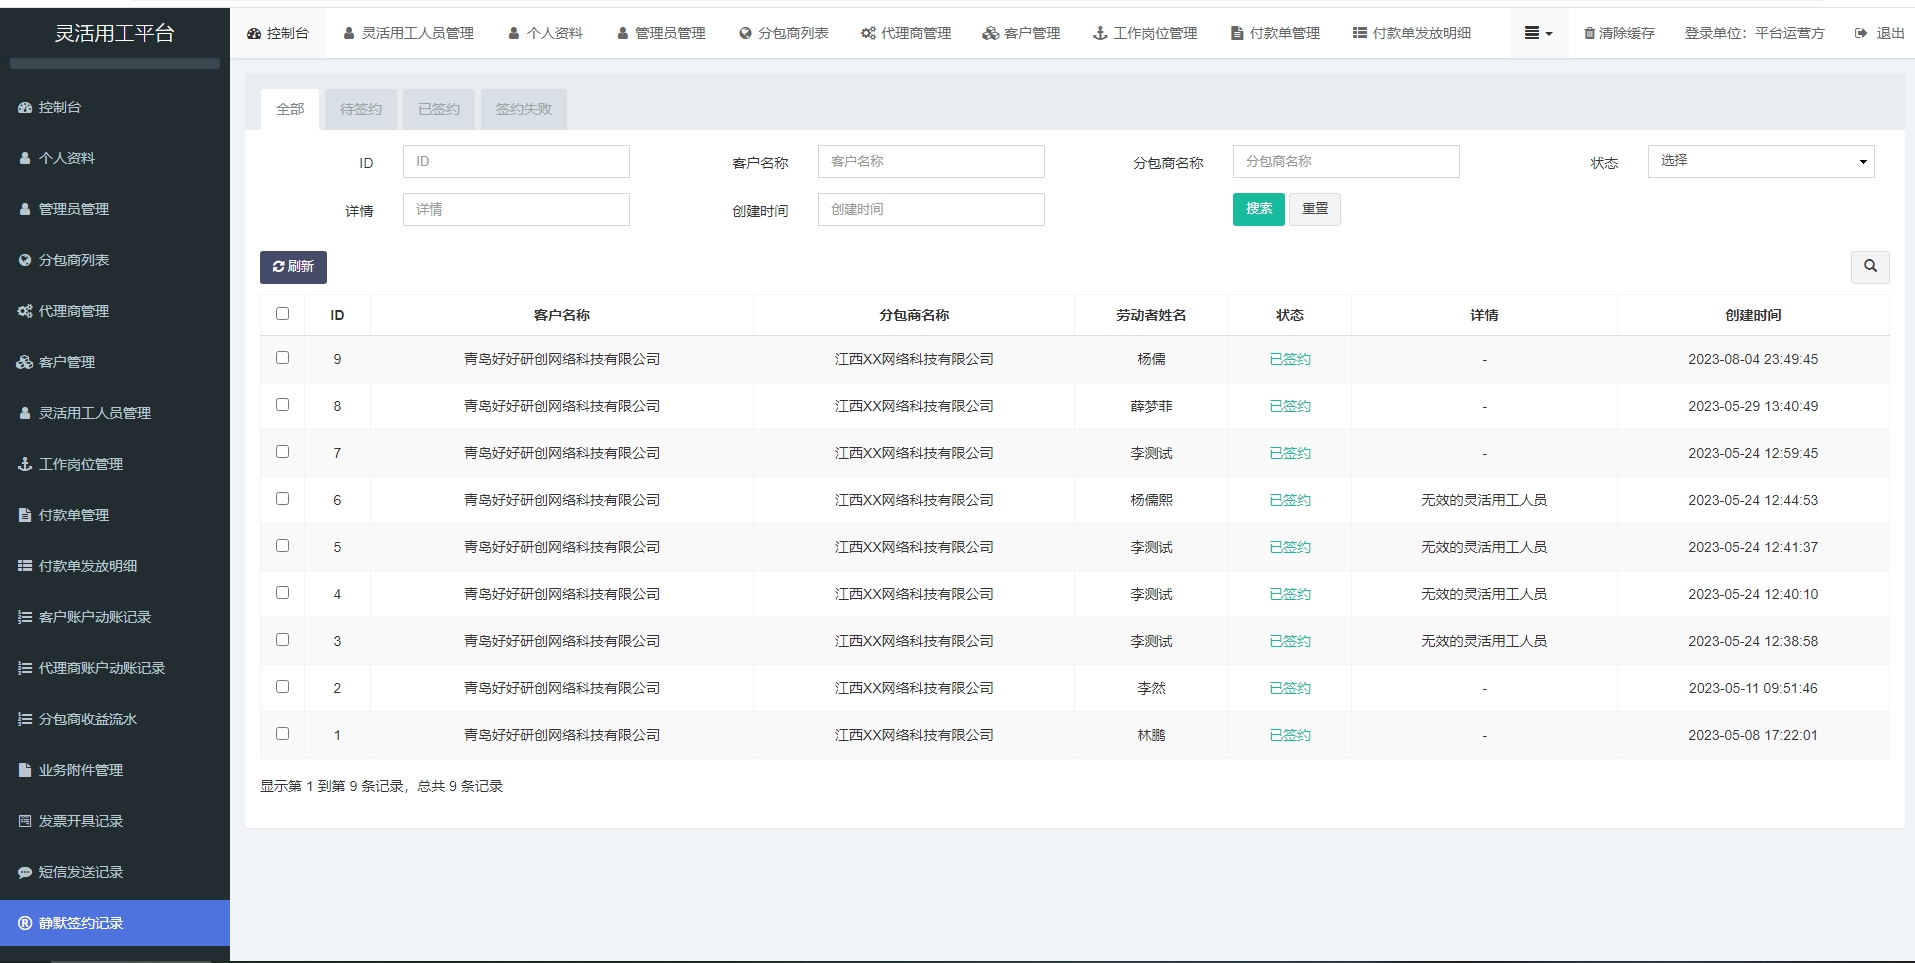 灵活用工平台
控制台 灵活用工人员管理 个人资料 管理员管理 分包商列表 代理商管理 客户管理 工作岗位管理 付款单管理 付款单发放明细 清除缓存 登录单位：平台运营方 退出
控制台
个人资料
管理员管理
分包商列表
代理商管理
客户管理
灵活用工人员管理
工作岗位管理
付款单管理
付款单发放明细
客户账户动账记录
代理商账户动账记录
分包商收益流水
业务附件管理
发票开具记录
短信发送记录
静默签约记录
全部 待签约 已签约 签约失败
ID ID 客户名称 客户名称 分包商名称 分包商名称 状态 选择
详情 详情 创建时间 创建时间 搜索 重置
刷新
ID 客户名称 分包商名称 劳动者姓名 状态 详情 创建时间
9 青岛好好研创网络科技有限公司 江西XX网络科技有限公司 杨儒 已签约 - 2023-08-04 23:49:45
8 青岛好好研创网络科技有限公司 江西XX网络科技有限公司 薛梦菲 已签约 - 2023-05-29 13:40:49
7 青岛好好研创网络科技有限公司 江西XX网络科技有限公司 李测试 已签约 - 2023-05-24 12:59:45
6 青岛好好研创网络科技有限公司 江西XX网络科技有限公司 杨儒熙 已签约 无效的灵活用工人员 2023-05-24 12:44:53
5 青岛好好研创网络科技有限公司 江西XX网络科技有限公司 李测试 已签约 无效的灵活用工人员 2023-05-24 12:41:37
4 青岛好好研创网络科技有限公司 江西XX网络科技有限公司 李测试 已签约 无效的灵活用工人员 2023-05-24 12:40:10
3 青岛好好研创网络科技有限公司 江西XX网络科技有限公司 李测试 已签约 无效的灵活用工人员 2023-05-24 12:38:58
2 青岛好好研创网络科技有限公司 江西XX网络科技有限公司 李然 已签约 - 2023-05-11 09:51:46
1 青岛好好研创网络科技有限公司 江西XX网络科技有限公司 林鹏 已签约 - 2023-05-08 17:22:01
显示第 1 到第 9 条记录，总共 9 条记录